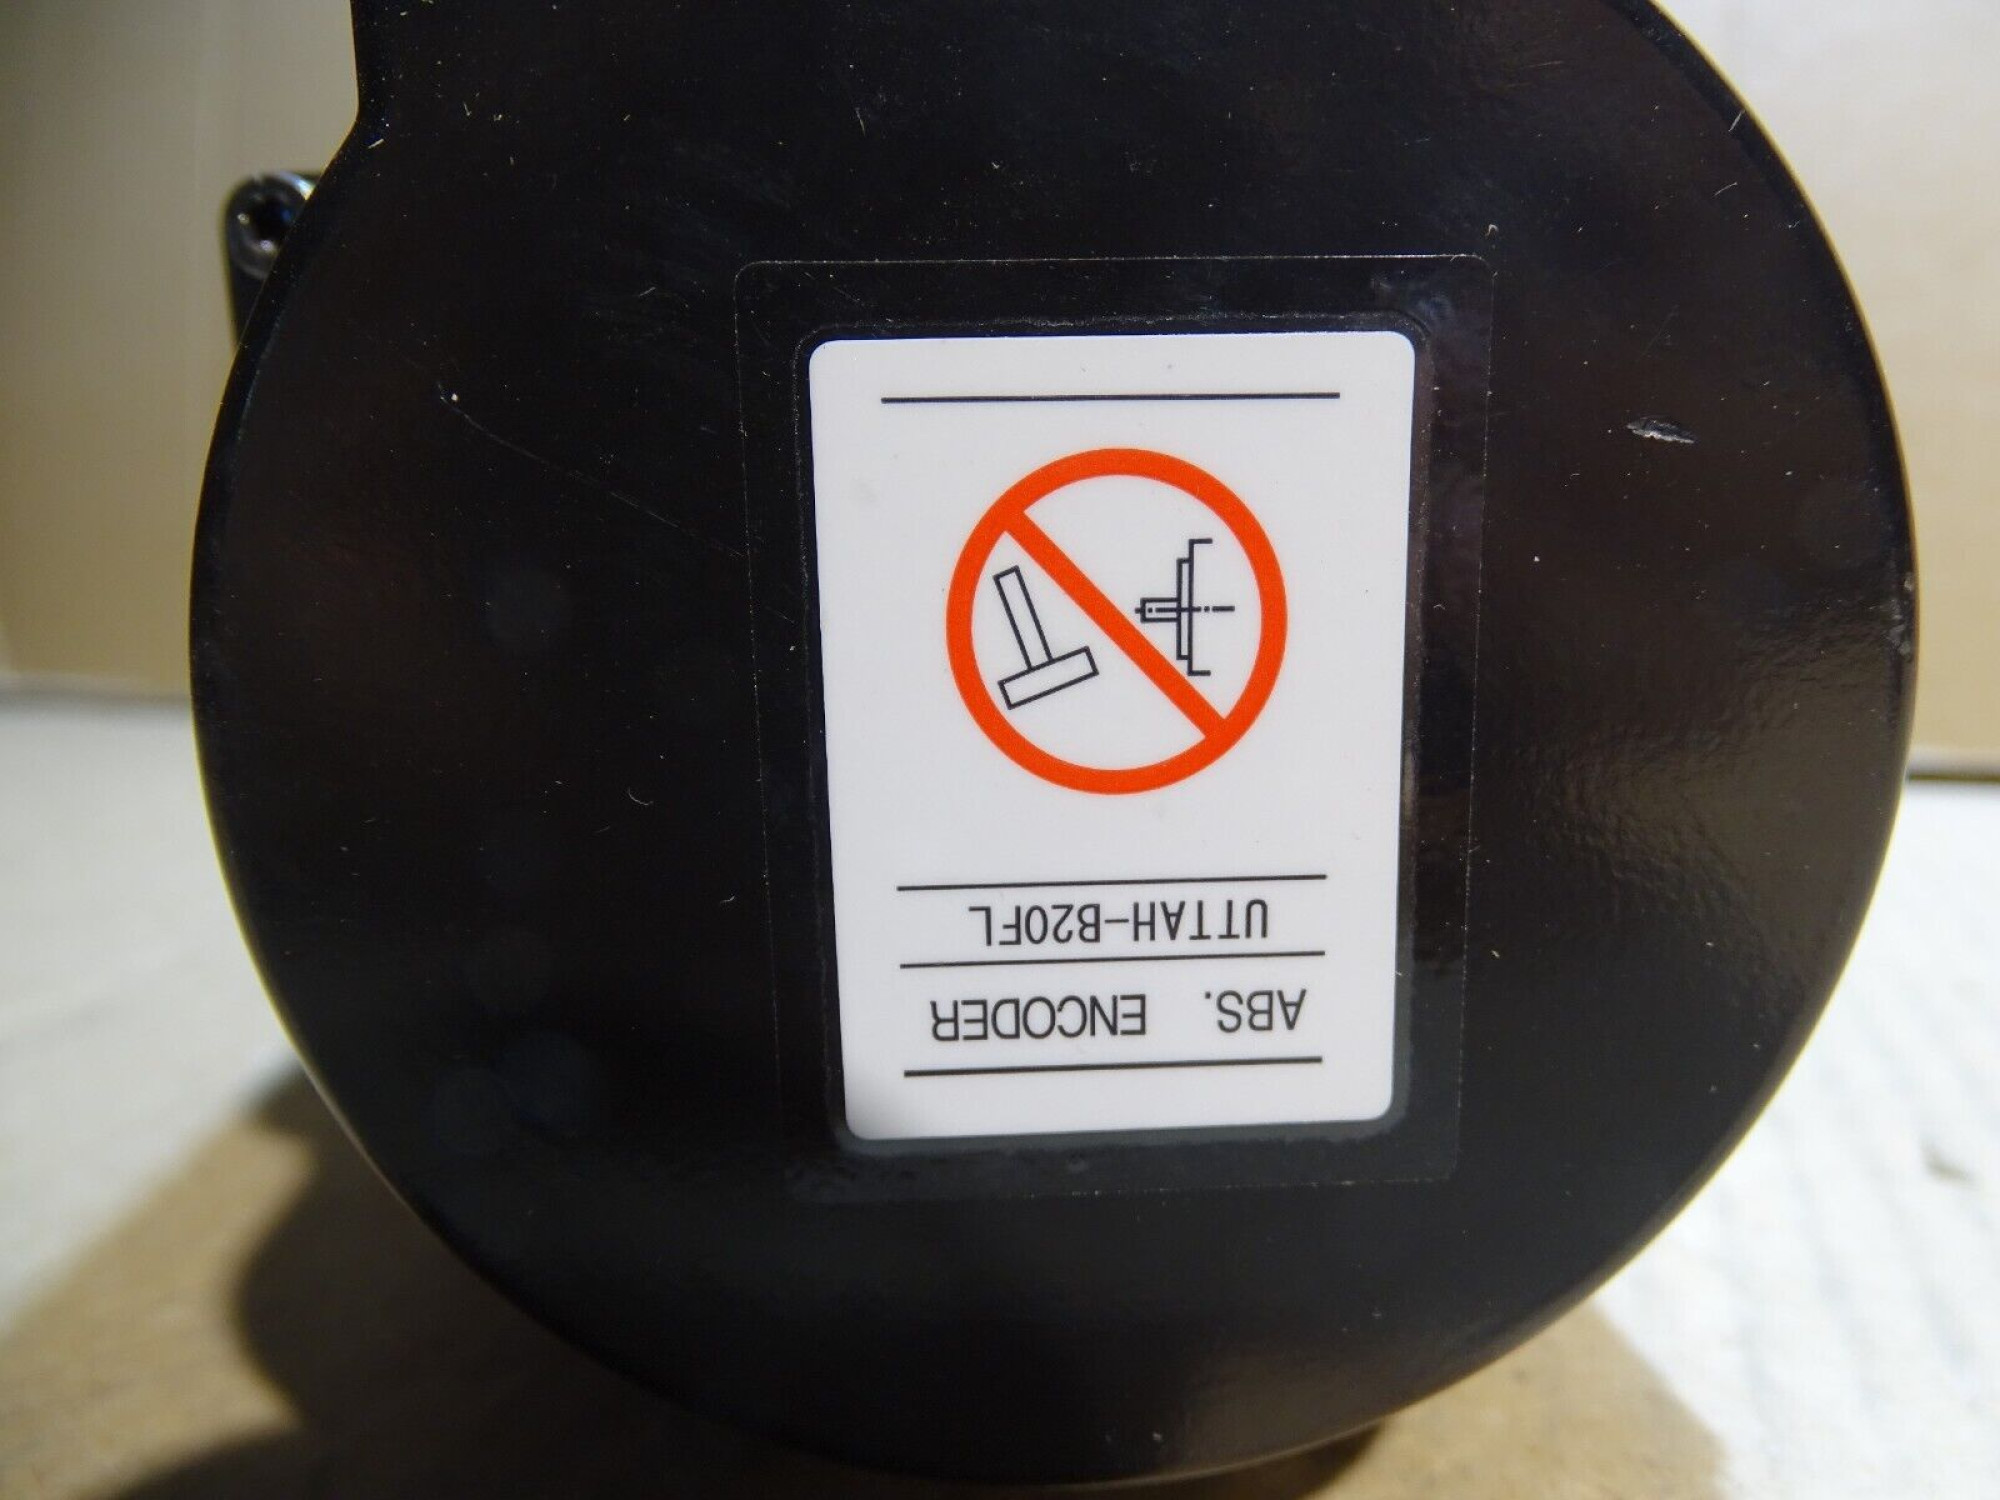 ABS. ENCODER
UTTAH-B20FL